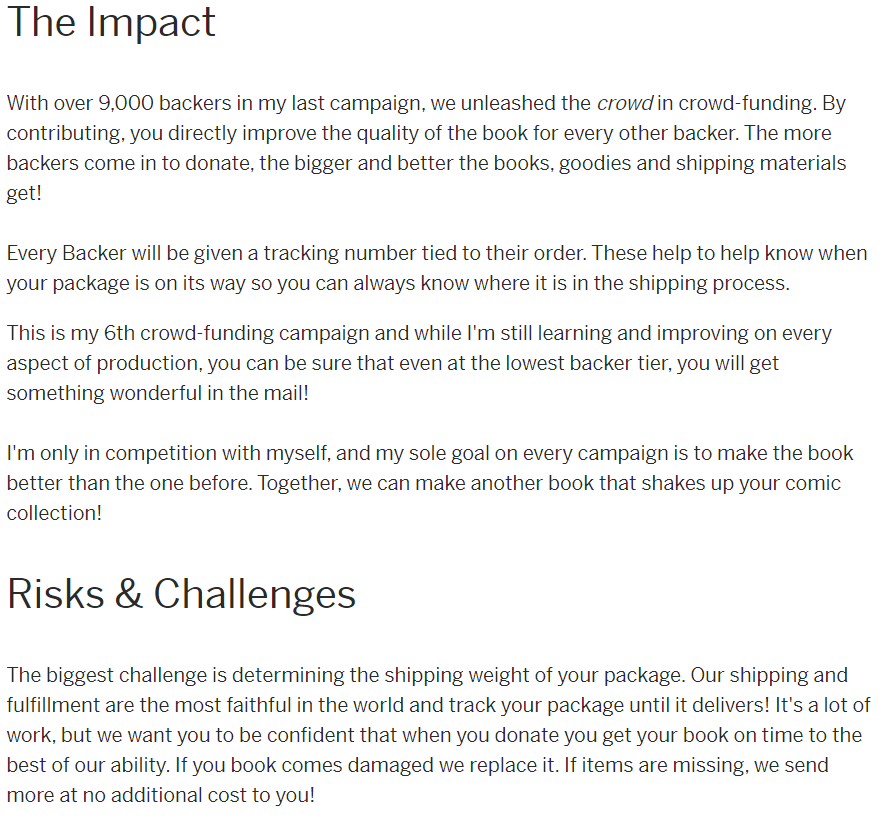 The Impact
With over 9,000 backers in my last campaign, we unleashed the crowd in crowd-funding. By
contributing, you directly improve the quality of the book for every other backer. The more
backers come in to donate, the bigger and better the books, goodies and shipping materials
get!
Every Backer will be given a tracking number tied to their order. These help to help know when
your package is on its way so you can always know where it is in the shipping process.
This is my 6th crowd-funding campaign and while I'm still learning and improving on every
aspect of production, you can be sure that even at the lowest backer tier, you will get
something wonderful in the mail!
I'm only in competition with myself, and my sole goal on every campaign is to make the book
better than the one before. Together, we can make another book that shakes up your comic
collection!
Risks & Challenges
The biggest challenge is determining the shipping weight of your package. Our shipping and
fulfillment are the most faithful in the world and track your package until it delivers! It's a lot of
work, but we want you to be confident that when you donate you get your book on time to the
best of our ability. If you book comes damaged we replace it. If items are missing, we send
more at no additional cost to you!